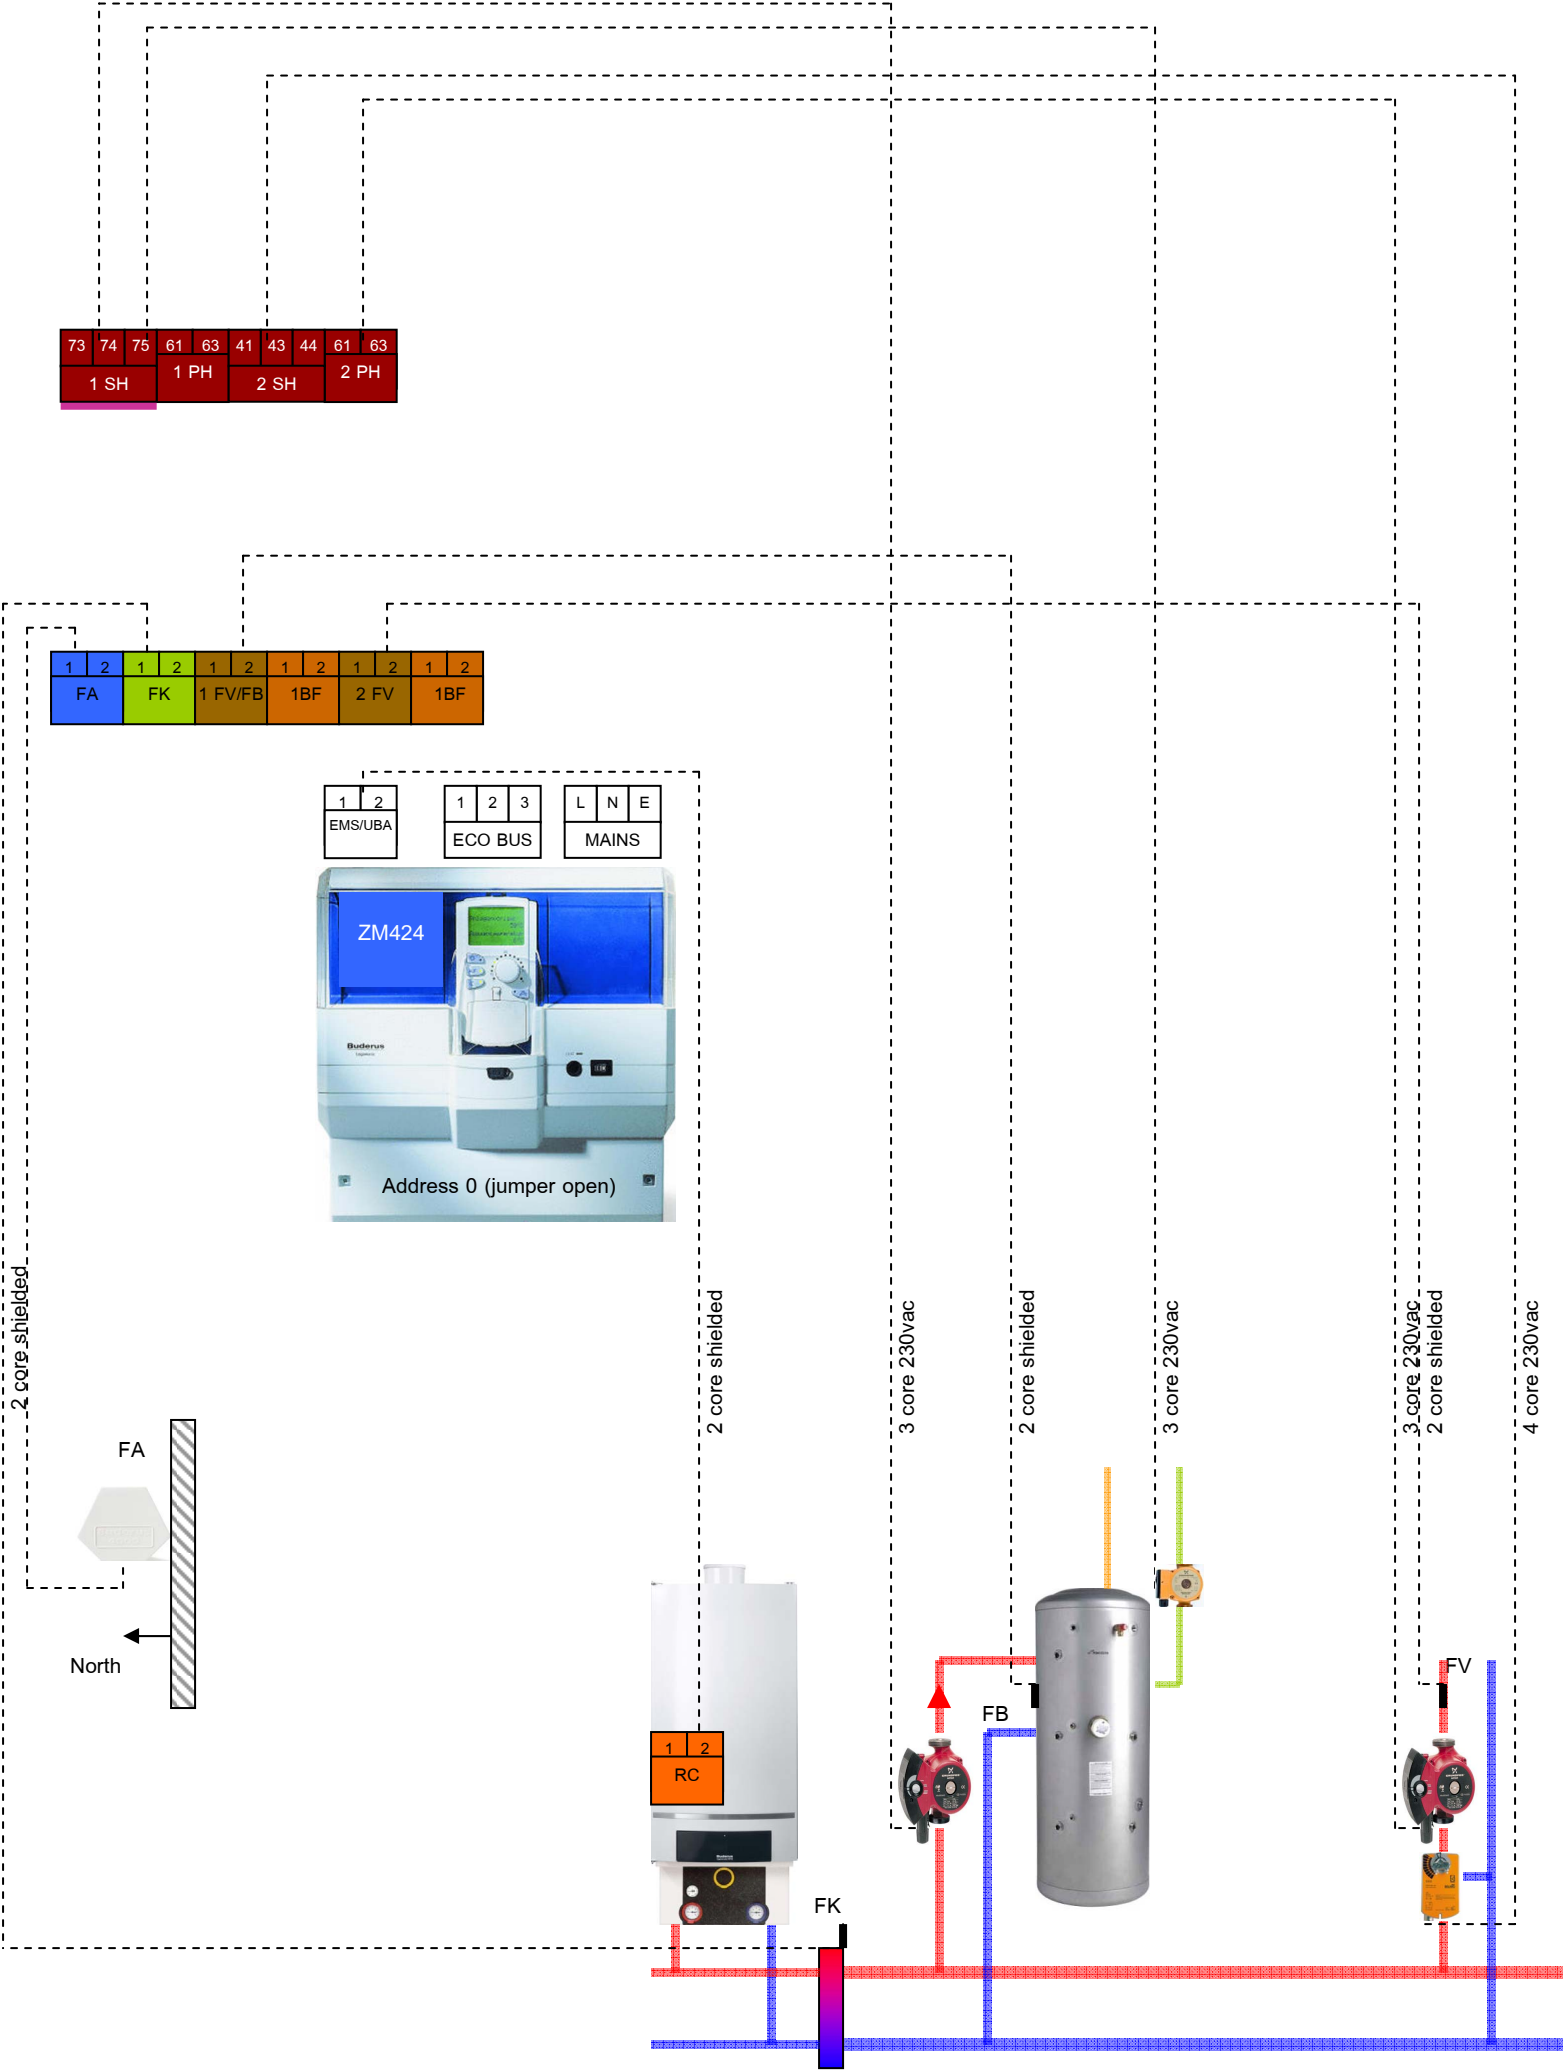 73 74 75 61 63 41 43 44 61 63
1 SH 1 PH 2 SH 2 PH
1 2 1 2 1 2 1 2 1 2 1 2
FA FK 1 FV/FB 1BF 2 FV 1BF
1 2
EMS/UBA
1 2 3
ECO BUS
L N E
MAINS
ZM424
Buderus
Address 0 (jumper open)
2 core shielded
2 core shielded
3 core 230vac
2 core shielded
3 core 230vac
3 core 230vac
2 core shielded
4 core 230vac
FA
North
FB
FV
1 2
RC
Buderus
FK